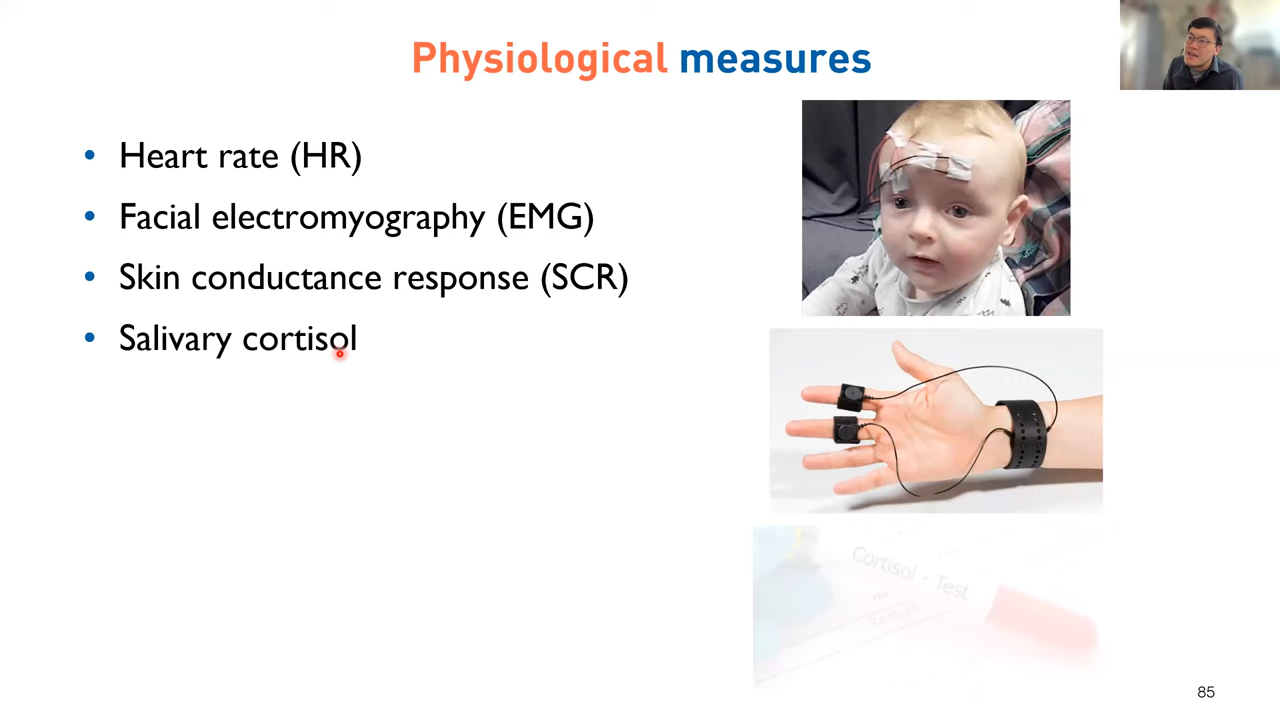 Physiological measures
• Heart rate (HR)
• Facial electromyography (EMG)
• Skin conductance response (SCR)
• Salivary cortisol
Cortisol - Test
85